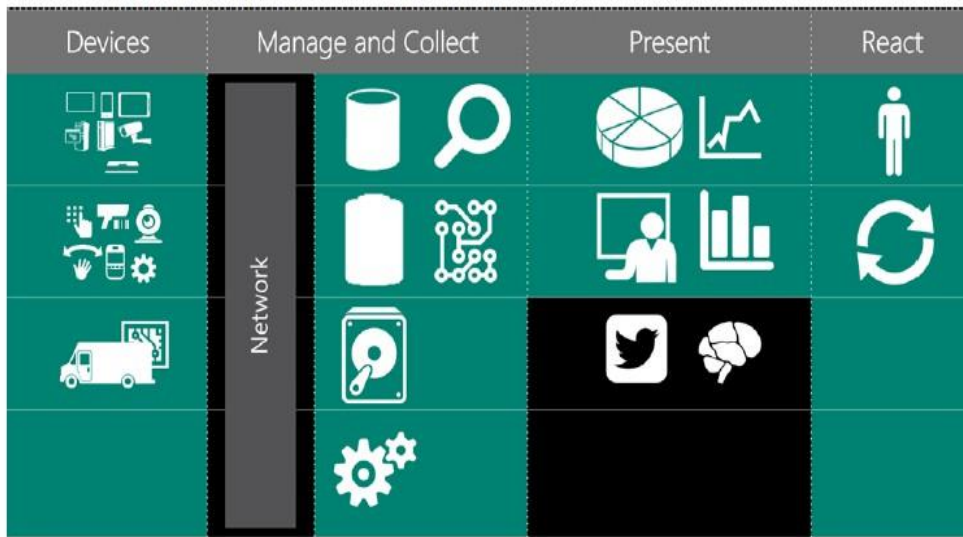 Devices
Manage and Collect
Present
React
Network